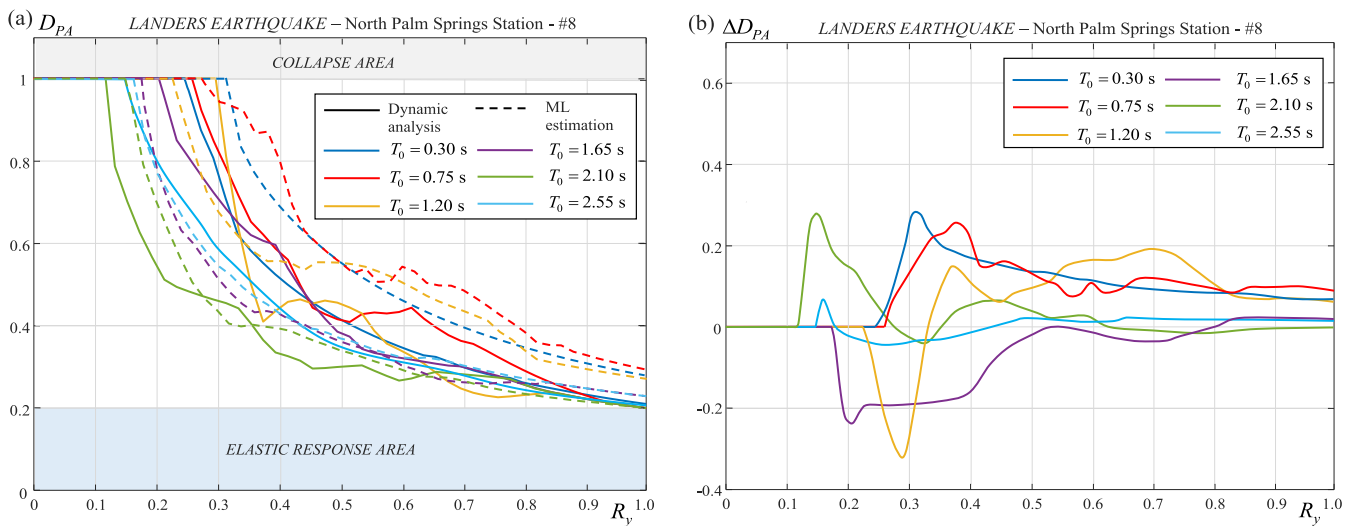 (a)
D_PA
LANDERS EARTHQUAKE – North Palm Springs Station - #8
COLLAPSE AREA
Dynamic analysis
ML estimation
T_0 = 0.30 s
T_0 = 1.65 s
T_0 = 0.75 s
T_0 = 2.10 s
T_0 = 1.20 s
T_0 = 2.55 s
ELASTIC RESPONSE AREA
1
0.8
0.6
0.4
0.2
0
0 0.1 0.2 0.3 0.4 0.5 0.6 0.7 0.8 0.9 1.0
R_y
(b)
ΔD_PA
LANDERS EARTHQUAKE – North Palm Springs Station - #8
T_0 = 0.30 s
T_0 = 1.65 s
T_0 = 0.75 s
T_0 = 2.10 s
T_0 = 1.20 s
T_0 = 2.55 s
0.6
0.4
0.2
0
-0.2
-0.4
0 0.1 0.2 0.3 0.4 0.5 0.6 0.7 0.8 0.9 1.0
R_y